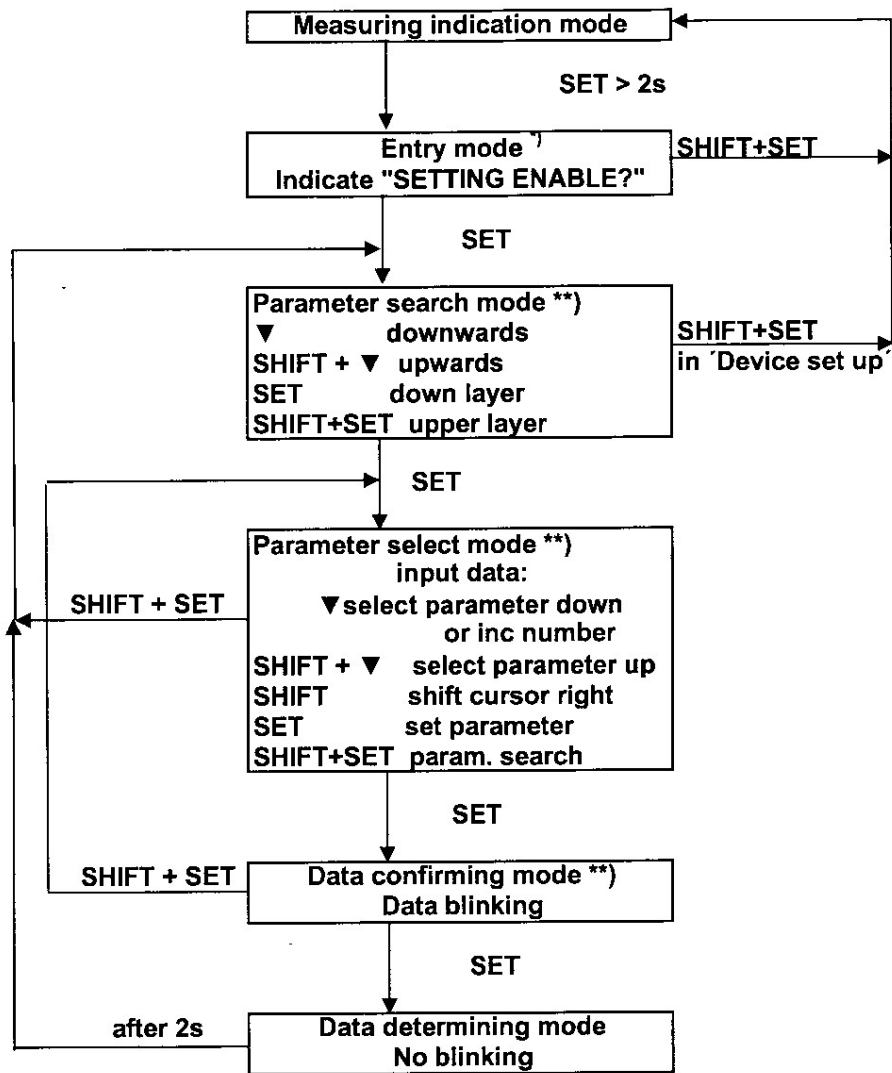 Measuring indication mode
SET > 2s
Entry mode *)
Indicate "SETTING ENABLE?"
SHIFT+SET
SET
Parameter search mode **)
▼ downwards
SHIFT + ▼ upwards
SET down layer
SHIFT+SET upper layer
SHIFT+SET
in ´Device set up´
SET
Parameter select mode **)
input data:
▼select parameter down
or inc number
SHIFT + ▼ select parameter up
SHIFT shift cursor right
SET set parameter
SHIFT+SET param. search
SHIFT + SET
SET
SHIFT + SET
Data confirming mode **)
Data blinking
SET
after 2s
Data determining mode
No blinking